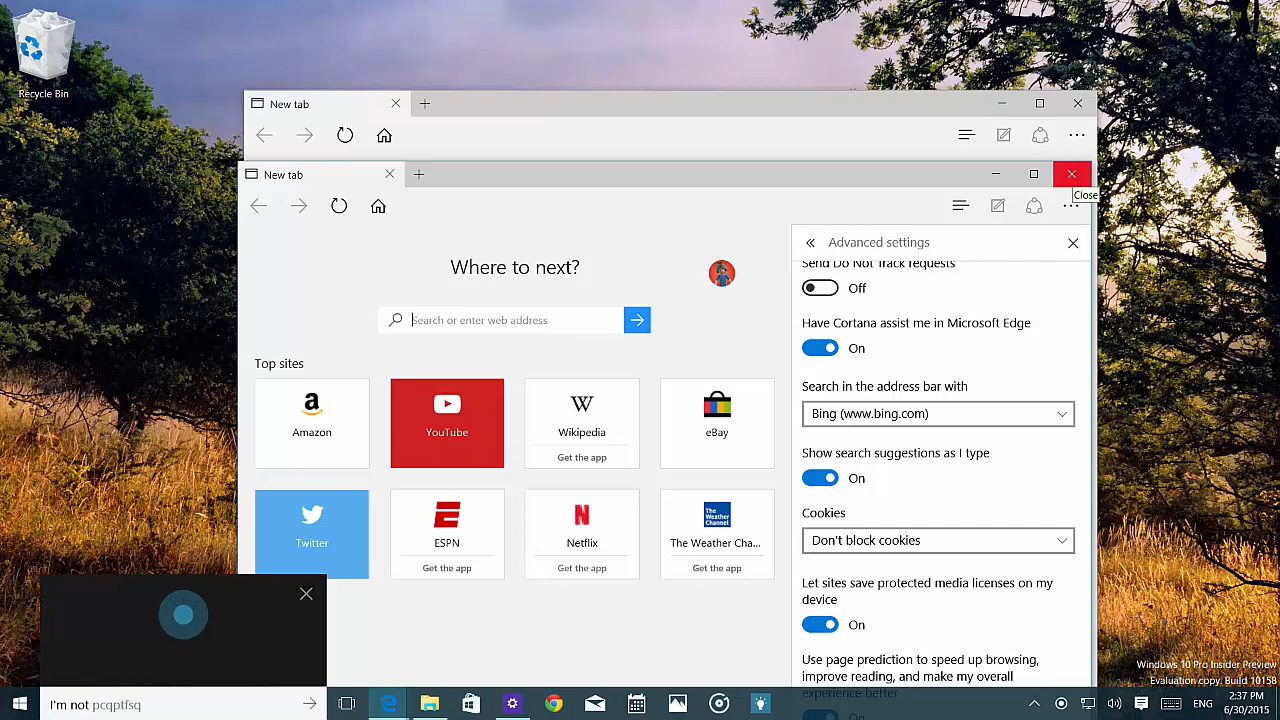 Recycle Bin
New tab
New tab
Close
Where to next?
Search or enter web address
Top sites
Amazon
YouTube
W
Wikipedia
Get the app
eBay
Twitter
E
ESPN
Get the app
N
Netflix
Get the app
The
Weather
Channel
The Weather Cha...
Get the app
Advanced settings
Send Do Not Track requests
Off
Have Cortana assist me in Microsoft Edge
On
Search in the address bar with
Bing (www.bing.com)
Show search suggestions as I type
On
Cookies
Don't block cookies
Let sites save protected media licenses on my
device
On
Use page prediction to speed up browsing,
improve reading, and make my overall
experience better
On
I'm not pcqptfsq
Windows 10 Pro Insider Preview
Evaluation copy. Build 10158
ENG
2:37 PM
6/30/2015